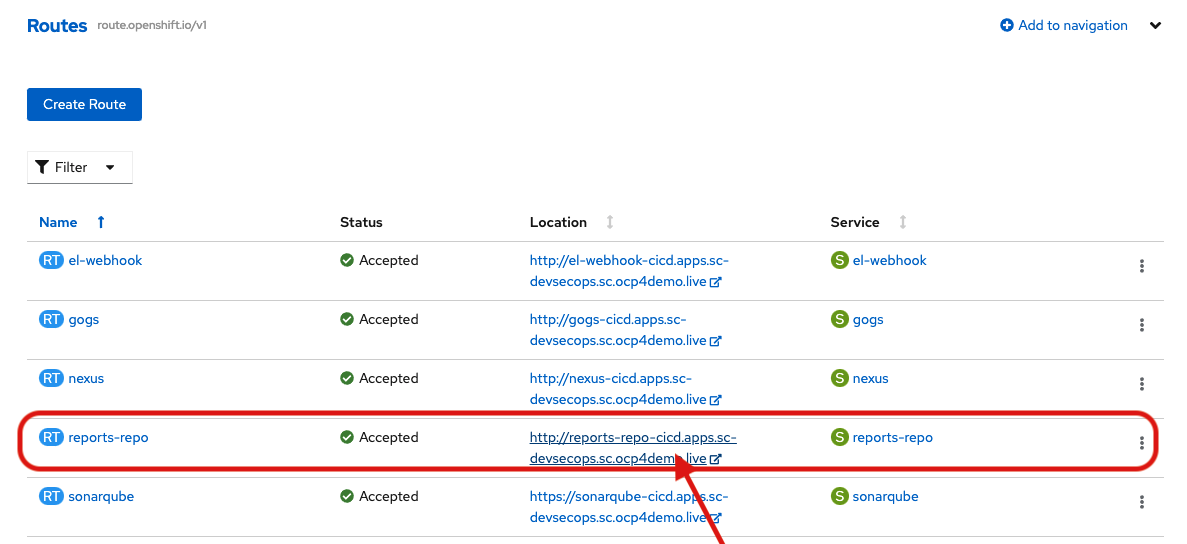 Routes route.openshift.io/v1 Add to navigation
Create Route
Filter
Name Status Location Service
RT el-webhook Accepted http://el-webhook-cicd.apps.sc- S el-webhook
devsecops.sc.ocp4demo.live
RT gogs Accepted http://gogs-cicd.apps.sc- S gogs
devsecops.sc.ocp4demo.live
RT nexus Accepted http://nexus-cicd.apps.sc- S nexus
devsecops.sc.ocp4demo.live
RT reports-repo Accepted http://reports-repo-cicd.apps.sc- S reports-repo
devsecops.sc.ocp4demo.live
RT sonarqube Accepted https://sonarqube-cicd.apps.sc- S sonarqube
devsecops.sc.ocp4demo.live